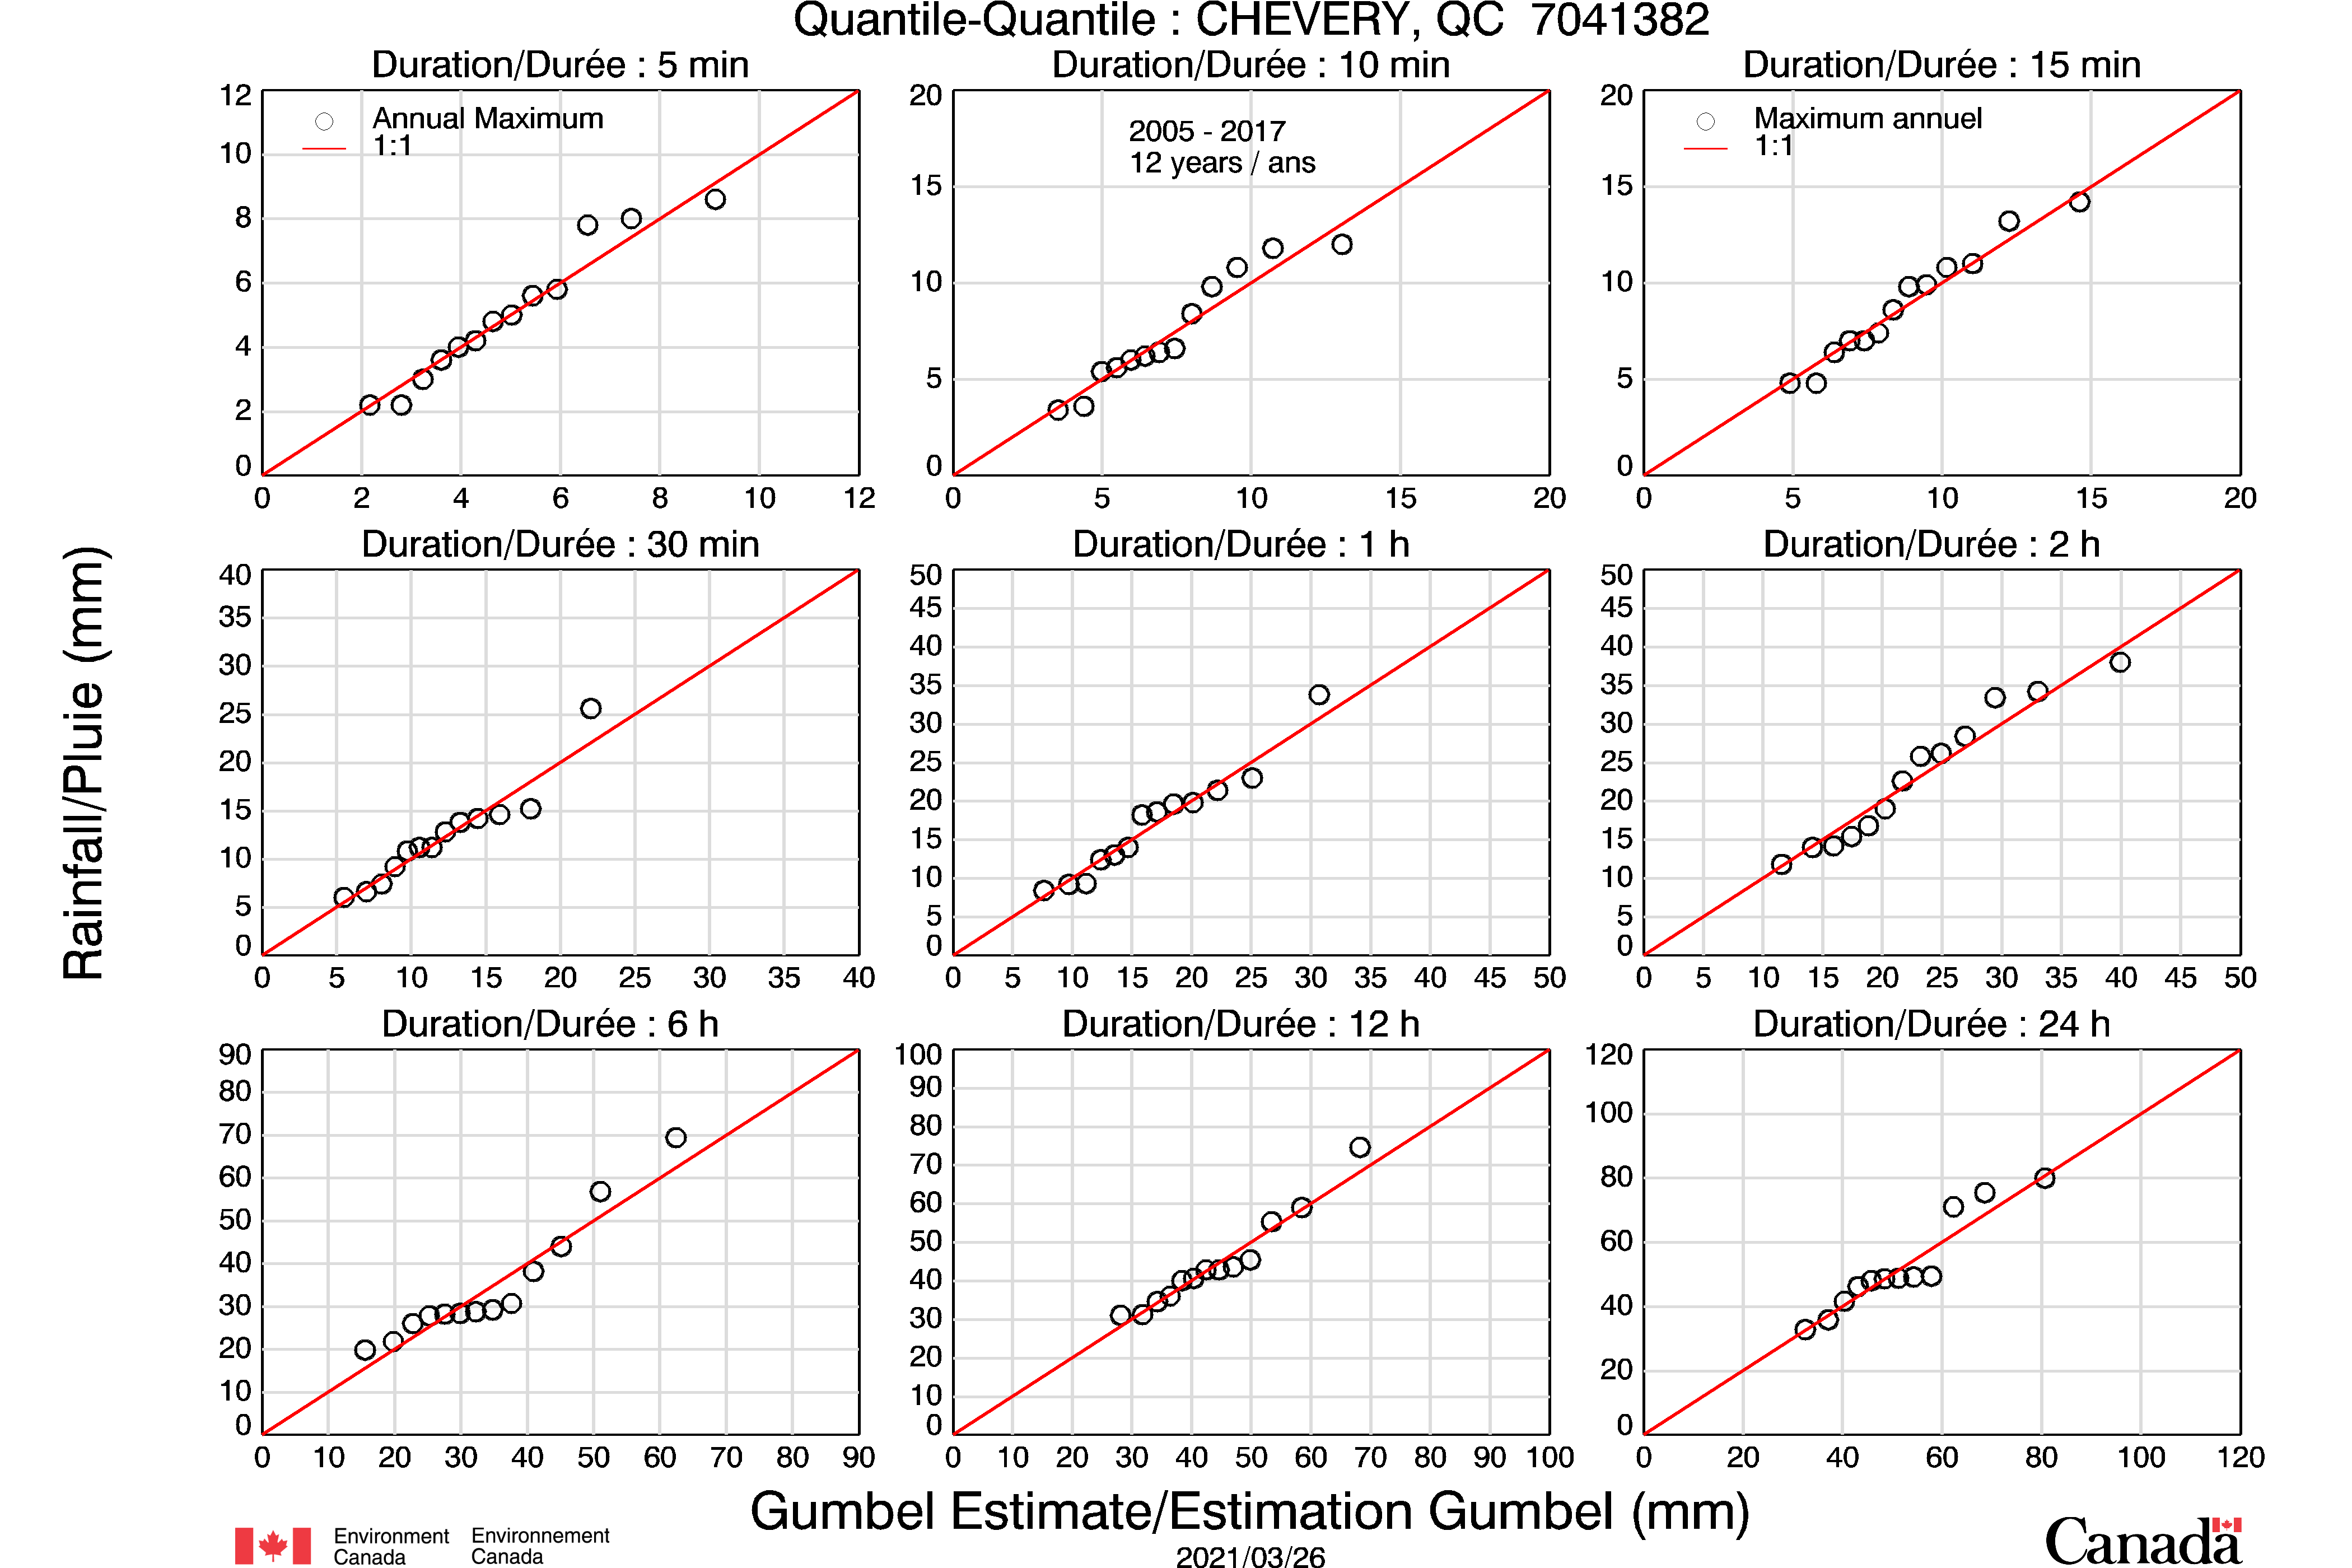 Quantile-Quantile : CHEVERY, QC 7041382
Duration/Durée : 5 min
12
10
8
6
4
2
0
0 2 4 6 8 10 12
Annual Maximum
1:1
Duration/Durée : 10 min
20
15
10
5
0
0 5 10 15 20
2005 - 2017
12 years / ans
Duration/Durée : 15 min
20
15
10
5
0
0 5 10 15 20
Maximum annuel
1:1
Rainfall/Pluie (mm)
Duration/Durée : 30 min
40
35
30
25
20
15
10
5
0
0 5 10 15 20 25 30 35 40
Duration/Durée : 1 h
50
45
40
35
30
25
20
15
10
5
0
0 5 10 15 20 25 30 35 40 45 50
Duration/Durée : 2 h
50
45
40
35
30
25
20
15
10
5
0
0 5 10 15 20 25 30 35 40 45 50
Duration/Durée : 6 h
90
80
70
60
50
40
30
20
10
0
0 10 20 30 40 50 60 70 80 90
Duration/Durée : 12 h
100
90
80
70
60
50
40
30
20
10
0
0 10 20 30 40 50 60 70 80 90 100
Duration/Durée : 24 h
120
100
80
60
40
20
0
0 20 40 60 80 100 120
Gumbel Estimate/Estimation Gumbel (mm)
Environment Canada
Environnement Canada
2021/03/26
Canada